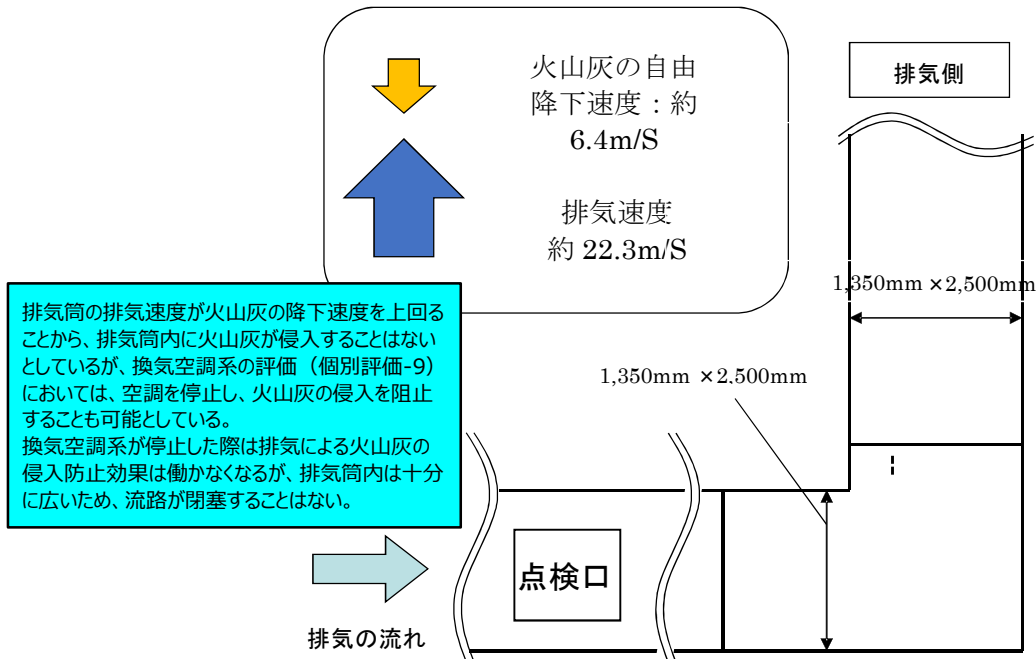 火山灰の自由
降下速度：約
6.4m/S
排気速度
約 22.3m/S
排気側
1,350mm ×2,500mm
排気筒の排気速度が火山灰の降下速度を上回る
ことから、排気筒内に火山灰が侵入することはない
としているが、換気空調系の評価（個別評価-9）
においては、空調を停止し、火山灰の侵入を阻止
することも可能としている。
換気空調系が停止した際は排気による火山灰の
侵入防止効果は働かなくなるが、排気筒内は十分
に広いため、流路が閉塞することはない。
1,350mm ×2,500mm
点検口
排気の流れ